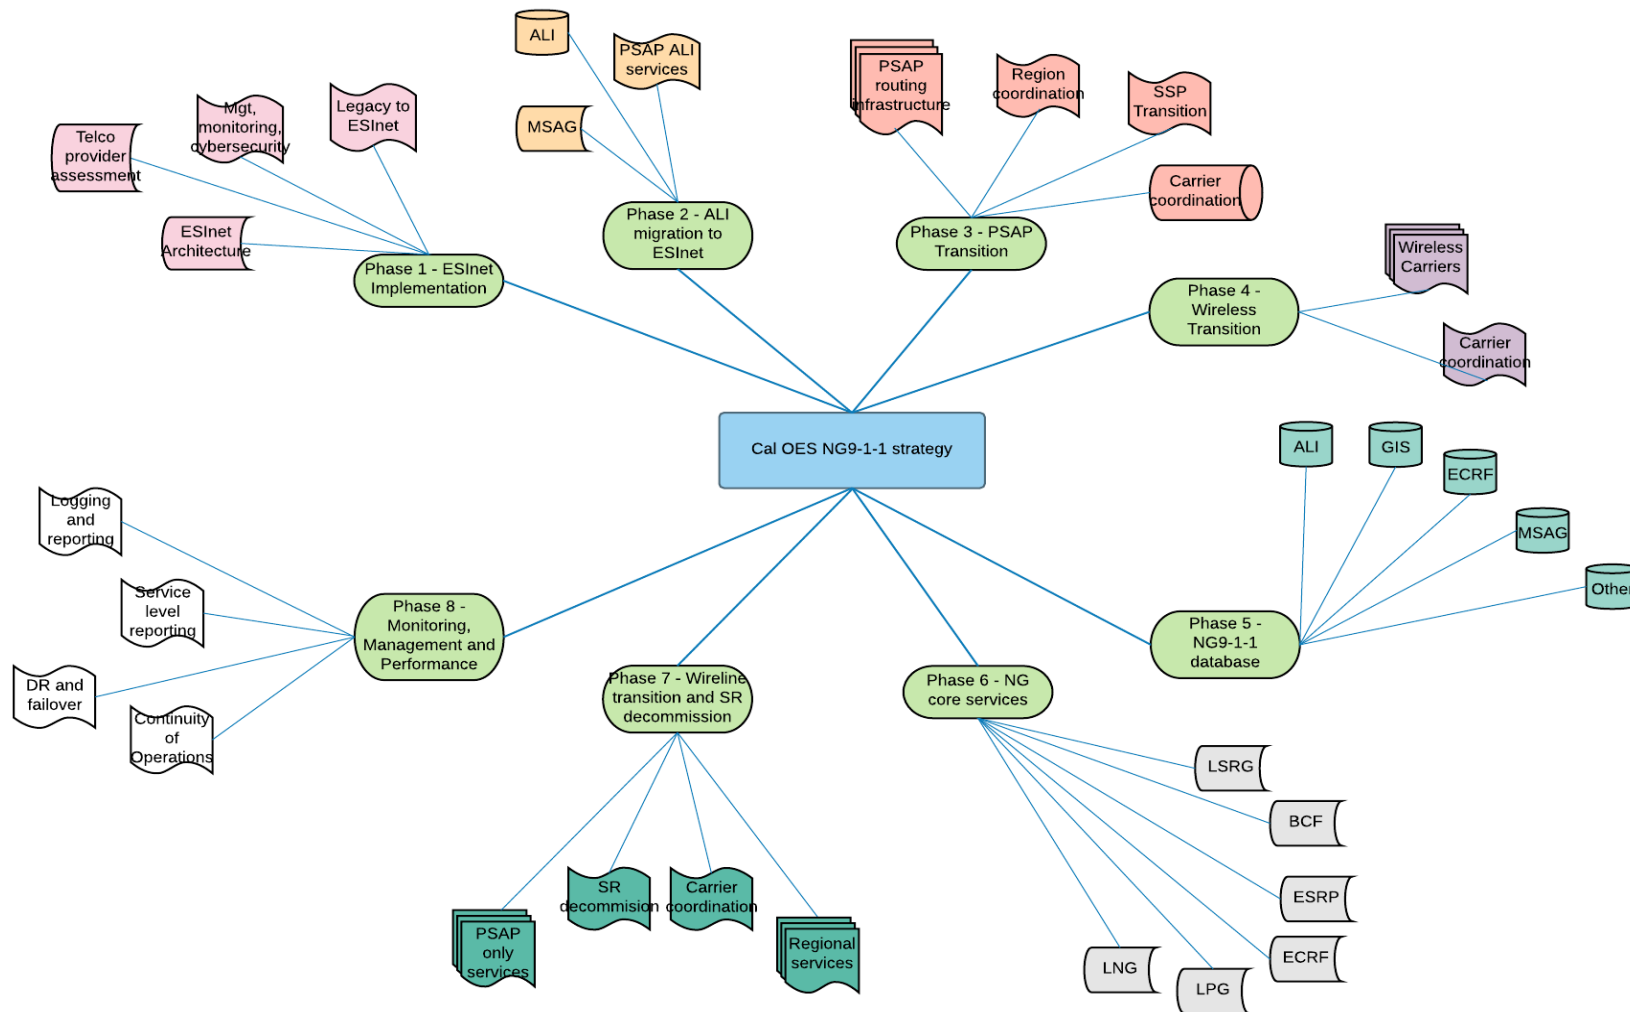 ALI
PSAP ALI
services
MSAG
Legacy to
ESInet
Mgt,
monitoring,
cybersecurity
Telco
provider
assessment
ESInet
Architecture
Phase 1 - ESInet
Implementation
Phase 2 - ALI
migration to
ESInet
PSAP
routing
infrastructure
Region
coordination
SSP
Transition
Carrier
coordination
Phase 3 - PSAP
Transition
Wireless
Carriers
Carrier
coordination
Phase 4 -
Wireless
Transition
Cal OES NG9-1-1 strategy
ALI
GIS
ECRF
MSAG
Other
Phase 5 -
NG9-1-1
database
Logging
and
reporting
Service
level
reporting
DR and
failover
Continuity
of
Operations
Phase 8 -
Monitoring,
Management and
Performance
Phase 7 - Wireline
transition and SR
decommission
Phase 6 - NG
core services
LSRG
BCF
ESRP
ECRF
LPG
LNG
PSAP
only
services
SR
decommision
Carrier
coordination
Regional
services